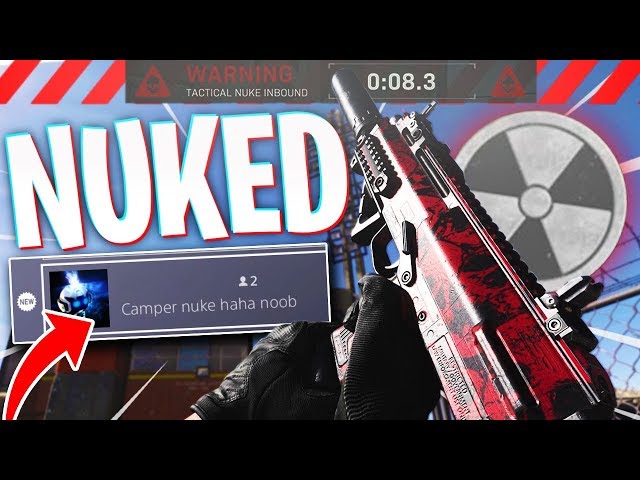 WARNING
TACTICAL NUKE INBOUND
0:08.3
NUKED
NEW
2
Camper nuke haha noob